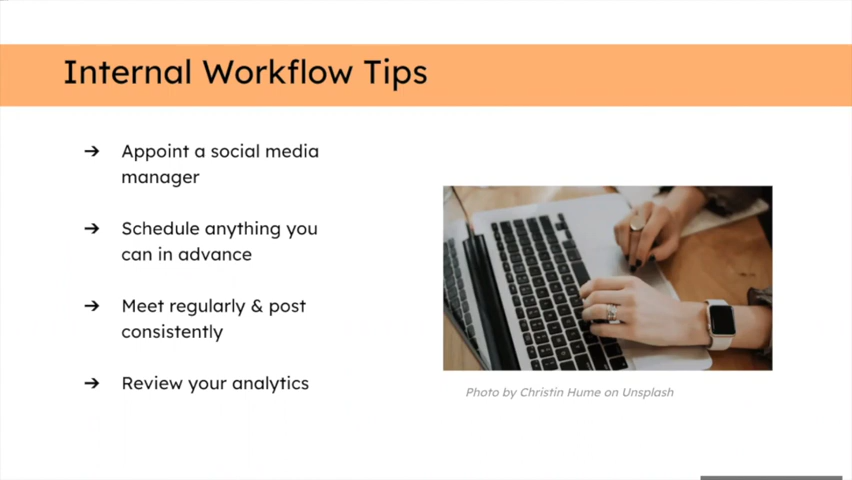 Internal Workflow Tips
➔ Appoint a social media
manager
➔ Schedule anything you
can in advance
➔ Meet regularly & post
consistently
➔ Review your analytics
Photo by Christin Hume on Unsplash